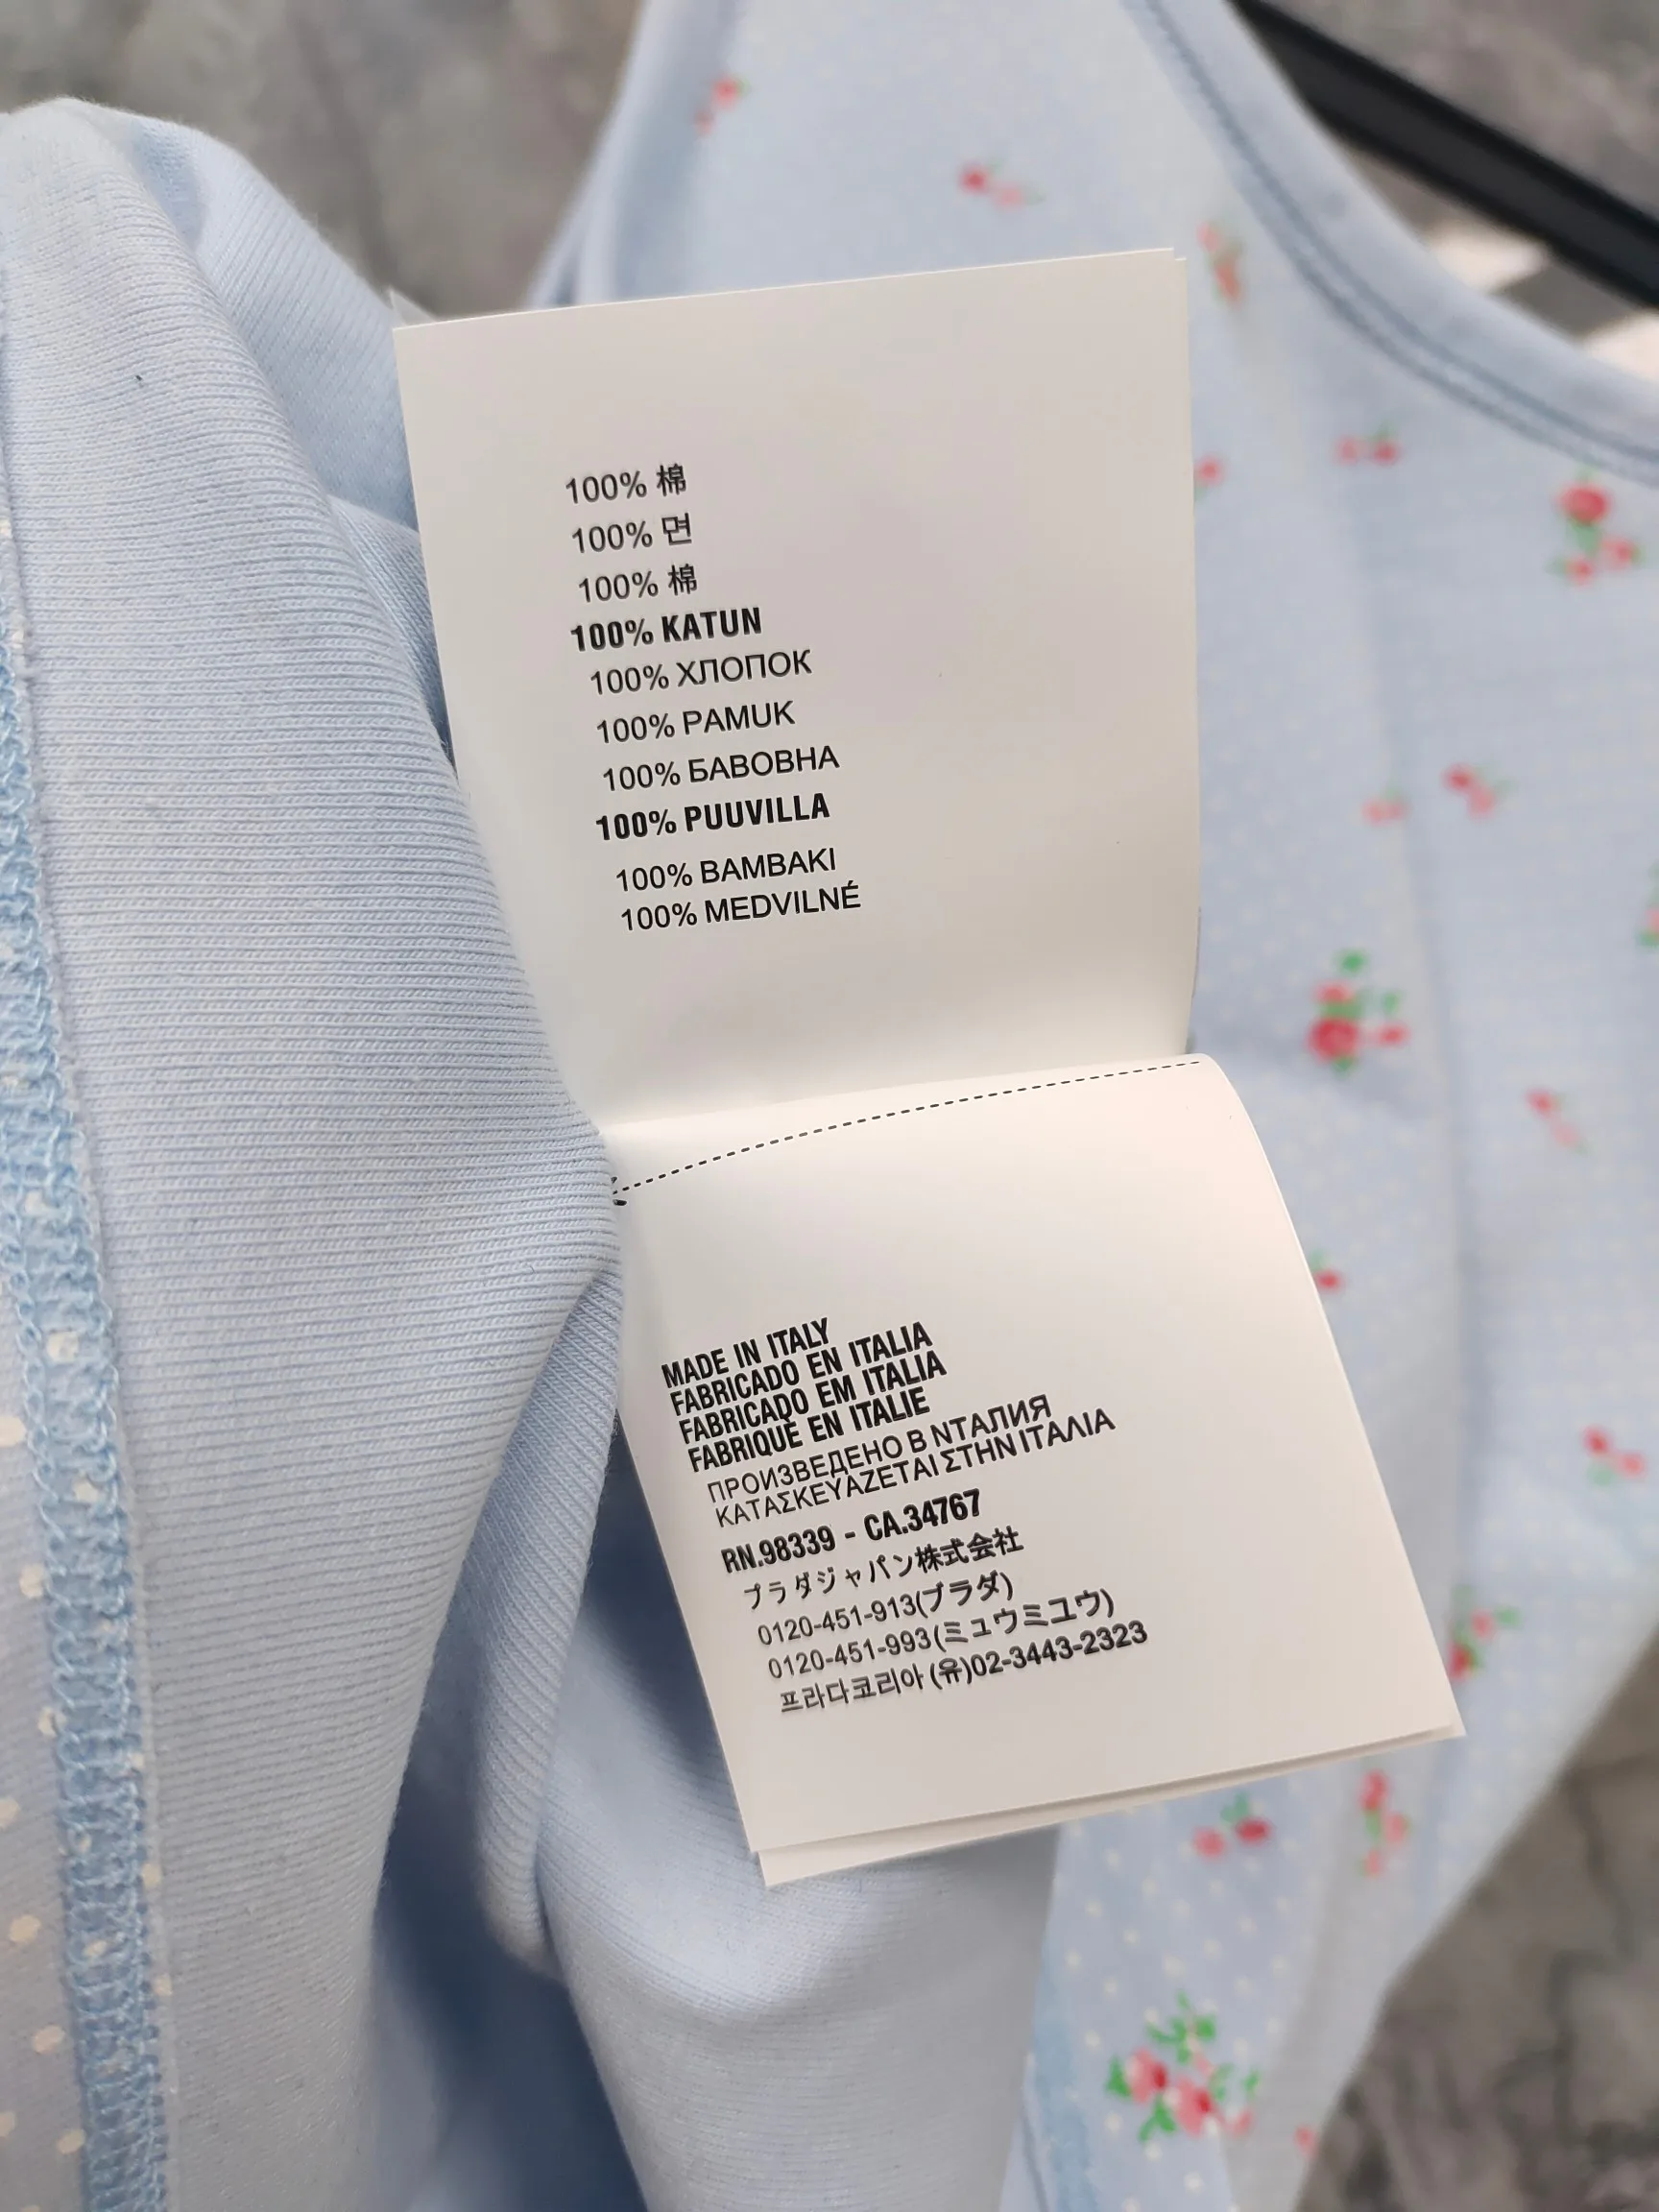 100% 棉
100% 면
100% 棉
100% KATUN
100% ХЛОПОК
100% PAMUK
100% БАВОВНА
100% PUUVILLA
100% BAMBAKI
100% MEDVILNÉ
MADE IN ITALY
FABRICADO EN ITALIA
FABRICADO EM ITALIA
FABRIQUÈ EN ITALIE
ПРОИЗВЕДЕНО В NТАЛИЯ
ΚΑΤΑΣΚΕΥΑΖΕΤΑΙ ΣΤΗΝ ΙΤΑΛΙΑ
RN.98339 - CA.34767
プラダジャパン株式会社
0120-451-913(プラダ)
0120-451-993(ミュウミユウ)
프라다코리아 (유)02-3443-2323